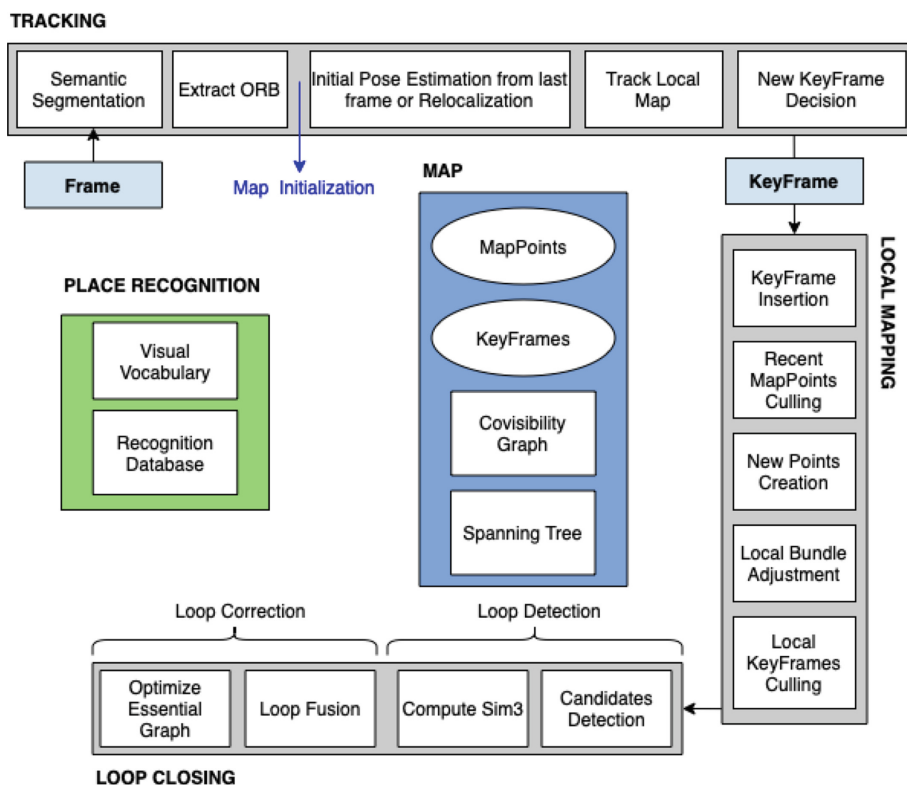 TRACKING
Semantic
Segmentation
Extract ORB
Initial Pose Estimation from last
frame or Relocalization
Track Local
Map
New KeyFrame
Decision
Frame
Map Initialization
MAP
KeyFrame
MapPoints
KeyFrames
Covisibility
Graph
Spanning Tree
PLACE RECOGNITION
Visual
Vocabulary
Recognition
Database
LOCAL MAPPING
KeyFrame
Insertion
Recent
MapPoints
Culling
New Points
Creation
Local Bundle
Adjustment
Local
KeyFrames
Culling
Loop Correction
Loop Detection
Optimize
Essential
Graph
Loop Fusion
Compute Sim3
Candidates
Detection
LOOP CLOSING